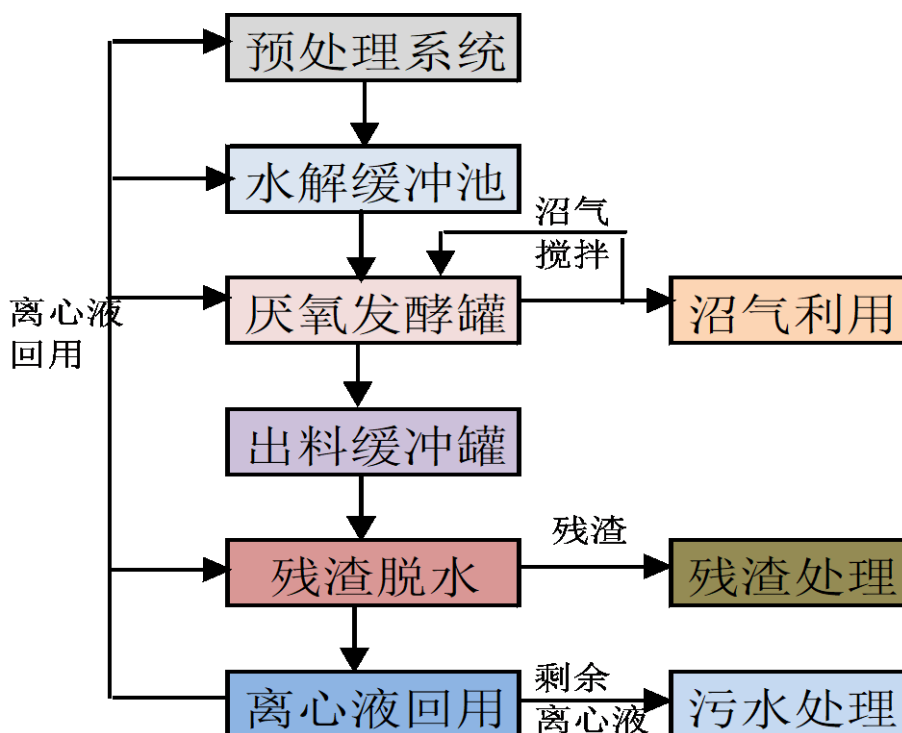 预处理系统
水解缓冲池
沼气
搅拌
厌氧发酵罐
沼气利用
离心液
回用
出料缓冲罐
残渣
残渣脱水
残渣处理
离心液回用
剩余
离心液
污水处理